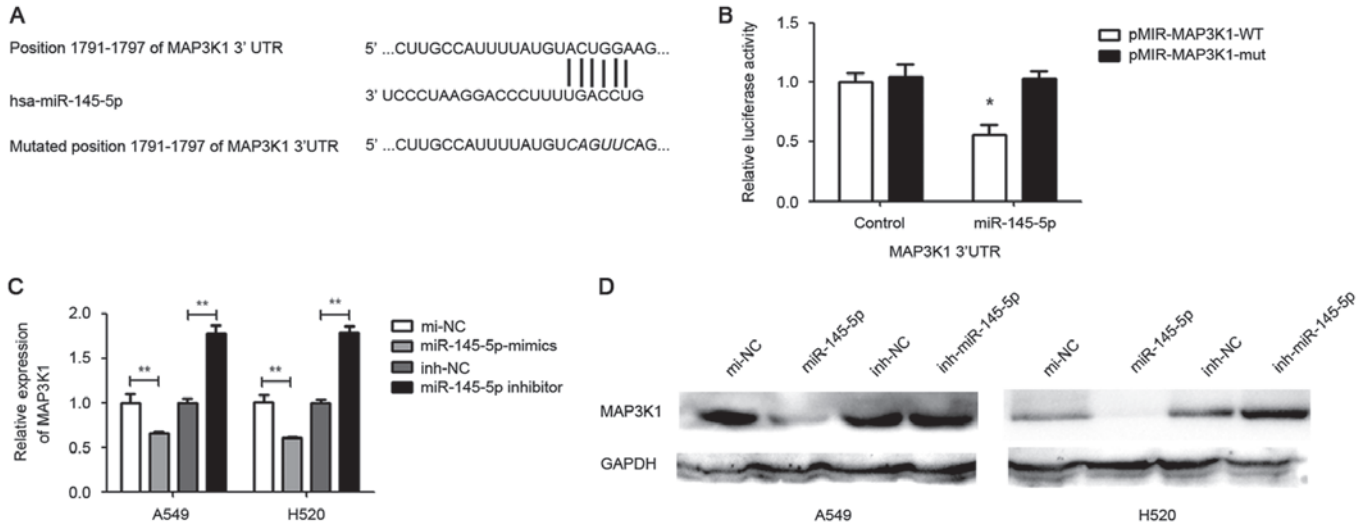 A
Position 1791-1797 of MAP3K1 3' UTR 5' ...CUUGCCAUUUUAUGUACUGGAAG...
hsa-miR-145-5p 3' UCCCUAAGGACCCUUUUGACCUG
Mutated position 1791-1797 of MAP3K1 3'UTR 5' ...CUUGCCAUUUUAUGUCAGUUCAG...
B
Relative luciferase activity
1.5
1.0
0.5
0.0
*
pMIR-MAP3K1-WT
pMIR-MAP3K1-mut
Control miR-145-5p
MAP3K1 3'UTR
C
Relative expression
of MAP3K1
2.0
1.5
1.0
0.5
0.0
** ** ** **
mi-NC
miR-145-5p-mimics
inh-NC
miR-145-5p inhibitor
A549 H520
D
mi-NC miR-145-5p inh-NC inh-miR-145-5p mi-NC miR-145-5p inh-NC inh-miR-145-5p
MAP3K1
GAPDH
A549 H520